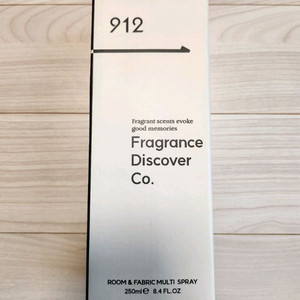 912
Fragrant scents evoke
good memories
Fragrance
Discover
Co.
ROOM & FABRIC MULTI SPRAY
250ml℮ 8.4 FL.OZ